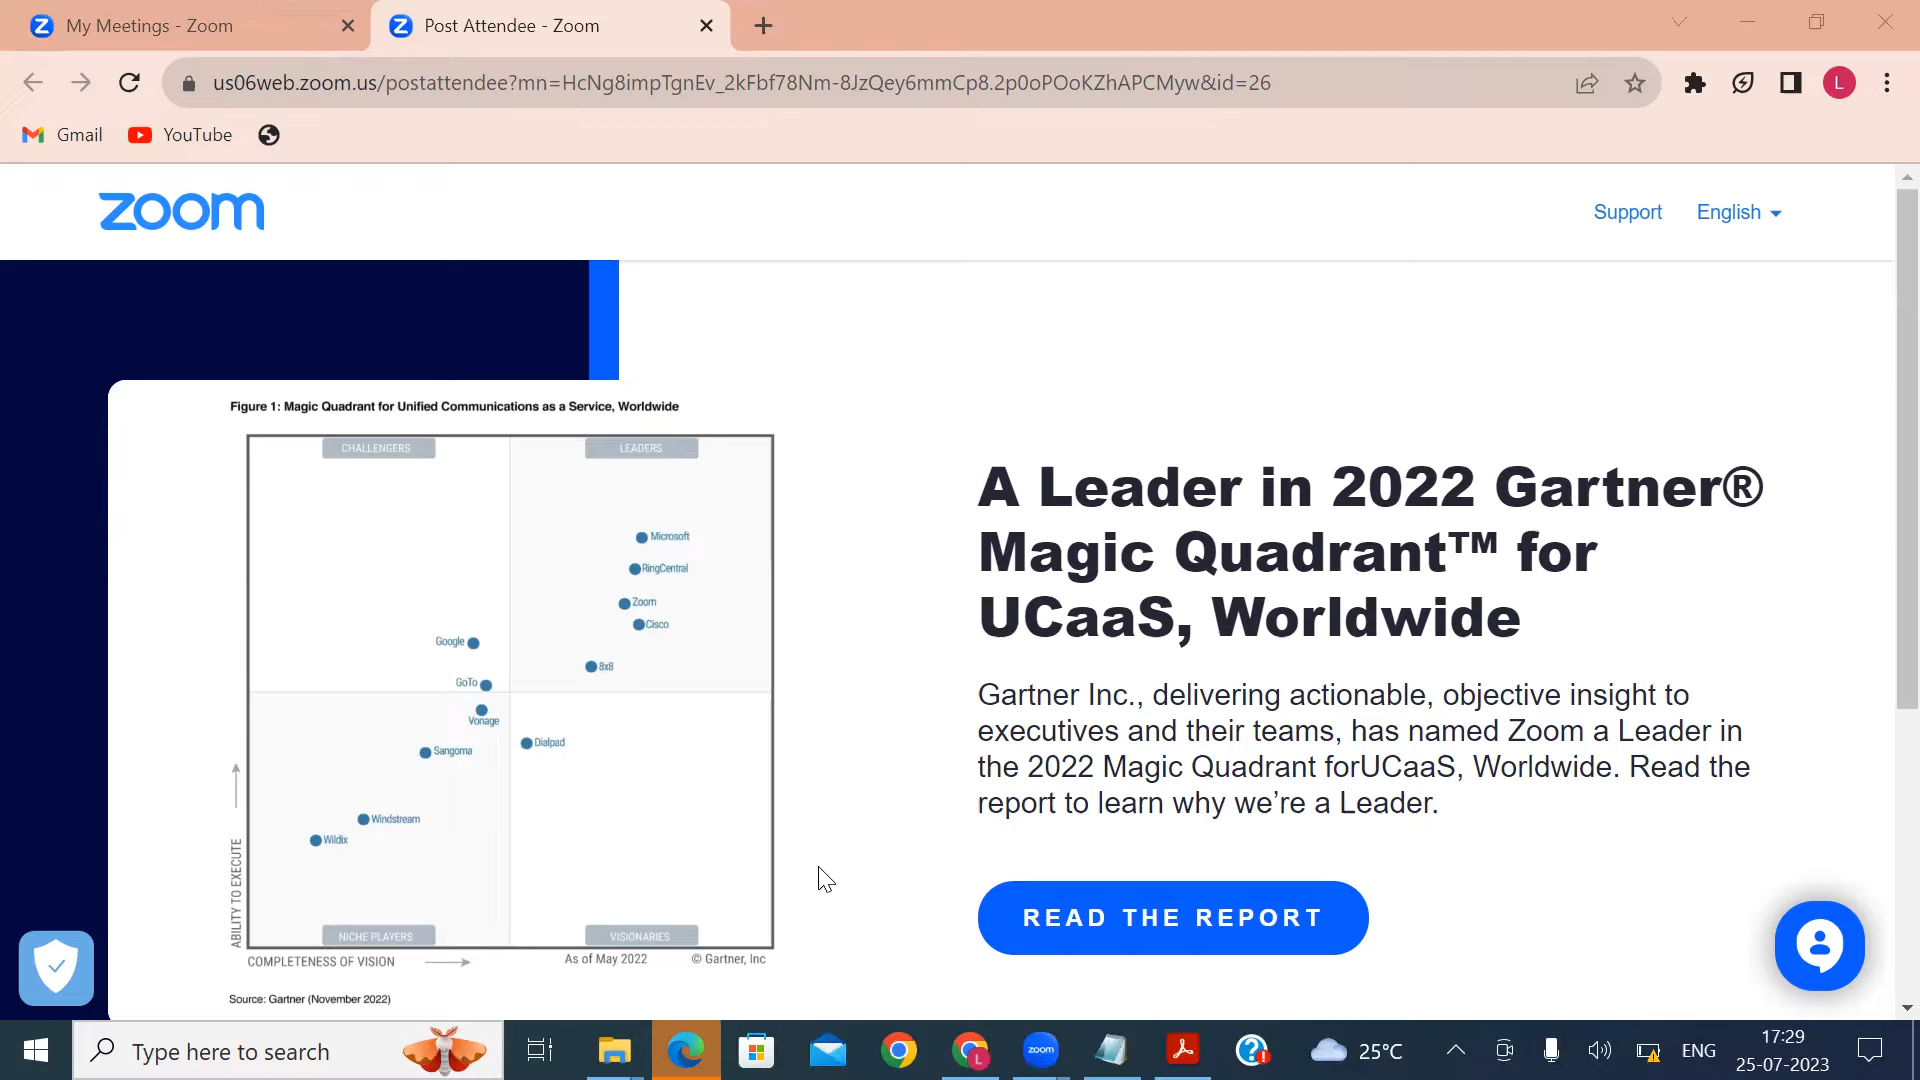 My Meetings - Zoom
Post Attendee - Zoom
us06web.zoom.us/postattendee?mn=HcNg8impTgnEv_2kFbf78Nm-8JzQey6mmCp8.2p0oPOoKZhAPCMyw&id=26
L
Gmail
YouTube
zoom
Support
English
Figure 1: Magic Quadrant for Unified Communications as a Service, Worldwide
CHALLENGERS
LEADERS
Microsoft
RingCentral
Zoom
Cisco
Google
8x8
GoTo
Vonage
Dialpad
Sangoma
Windstream
Wildix
ABILITY TO EXECUTE
NICHE PLAYERS
VISIONARIES
COMPLETENESS OF VISION
As of May 2022
© Gartner, Inc
Source: Gartner (November 2022)
A Leader in 2022 Gartner®
Magic Quadrant™ for
UCaaS, Worldwide
Gartner Inc., delivering actionable, objective insight to
executives and their teams, has named Zoom a Leader in
the 2022 Magic Quadrant forUCaaS, Worldwide. Read the
report to learn why we’re a Leader.
READ THE REPORT
Type here to search
L
zoom
25°C
ENG
17:29
25-07-2023